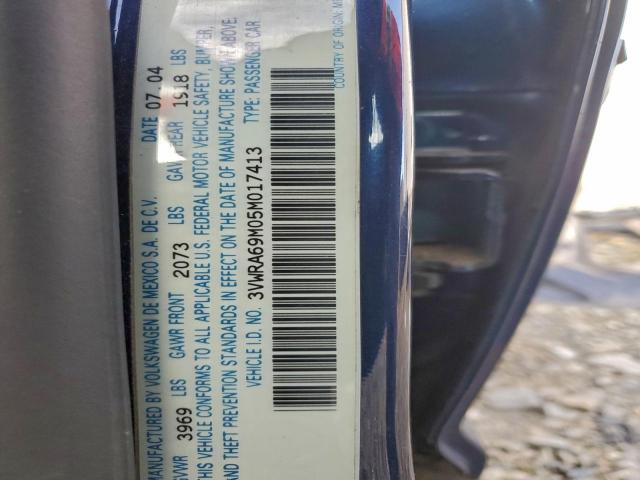 MANUFACTURED BY VOLKSWAGEN DE MEXICO S.A. DE C.V. DATE 07.04
GVWR 3969 LBS GAWR FRONT 2073 LBS GAWR REAR 1918 LBS
THIS VEHICLE CONFORMS TO ALL APPLICABLE U.S. FEDERAL MOTOR VEHICLE SAFETY, BUMPER,
AND THEFT PREVENTION STANDARDS IN EFFECT ON THE DATE OF MANUFACTURE SHOWN ABOVE.
VEHICLE I.D. NO. 3VWRA69M05M017413 TYPE: PASSENGER CAR
COUNTRY OF ORIGIN: